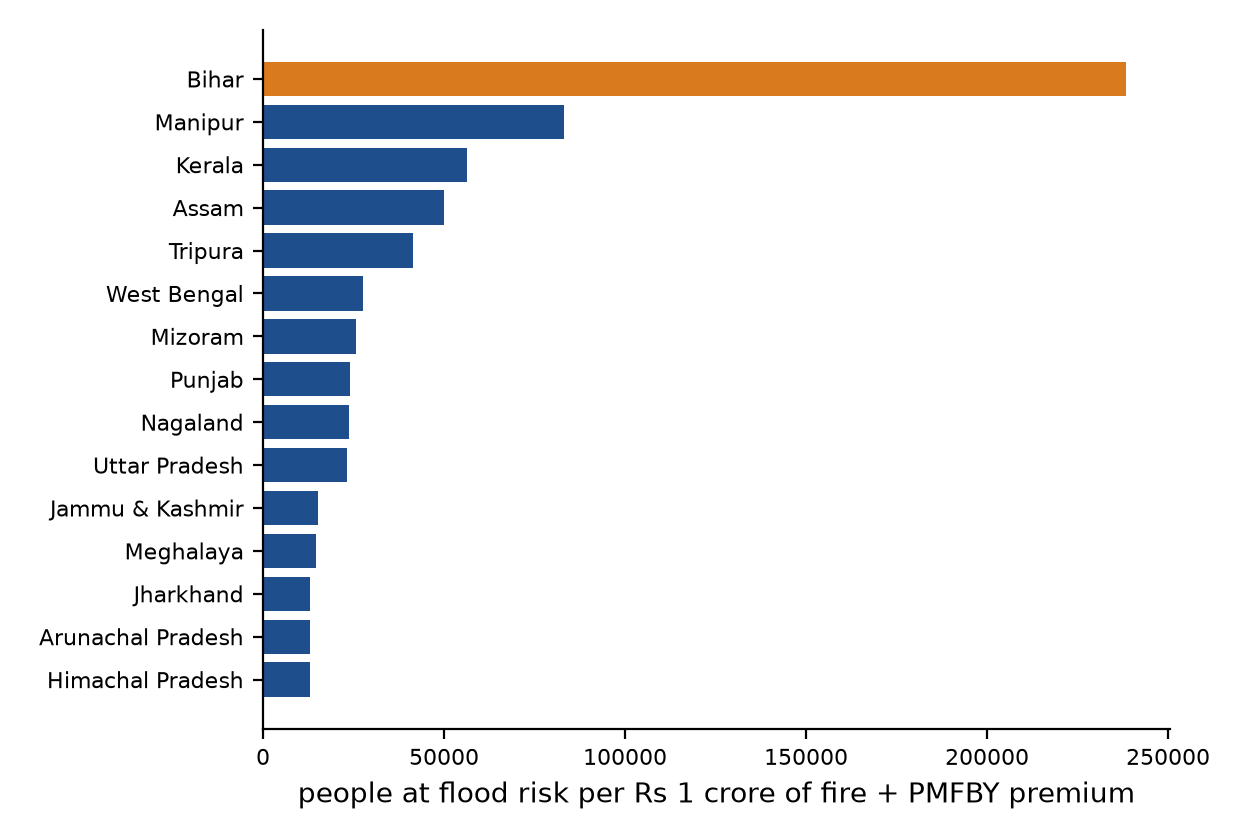 Bihar
Manipur
Kerala
Assam
Tripura
West Bengal
Mizoram
Punjab
Nagaland
Uttar Pradesh
Jammu & Kashmir
Meghalaya
Jharkhand
Arunachal Pradesh
Himachal Pradesh
0 50000 100000 150000 200000 250000
people at flood risk per Rs 1 crore of fire + PMFBY premium